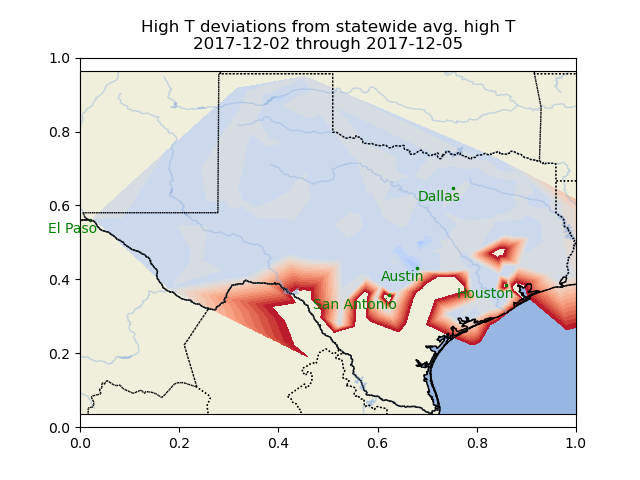 High T deviations from statewide avg. high T
2017-12-02 through 2017-12-05
1.0
0.8
Dallas
0.6
El Paso
0.4
Austin
Houston
San Antonio
0.2
0.0
0.0 0.2 0.4 0.6 0.8 1.0